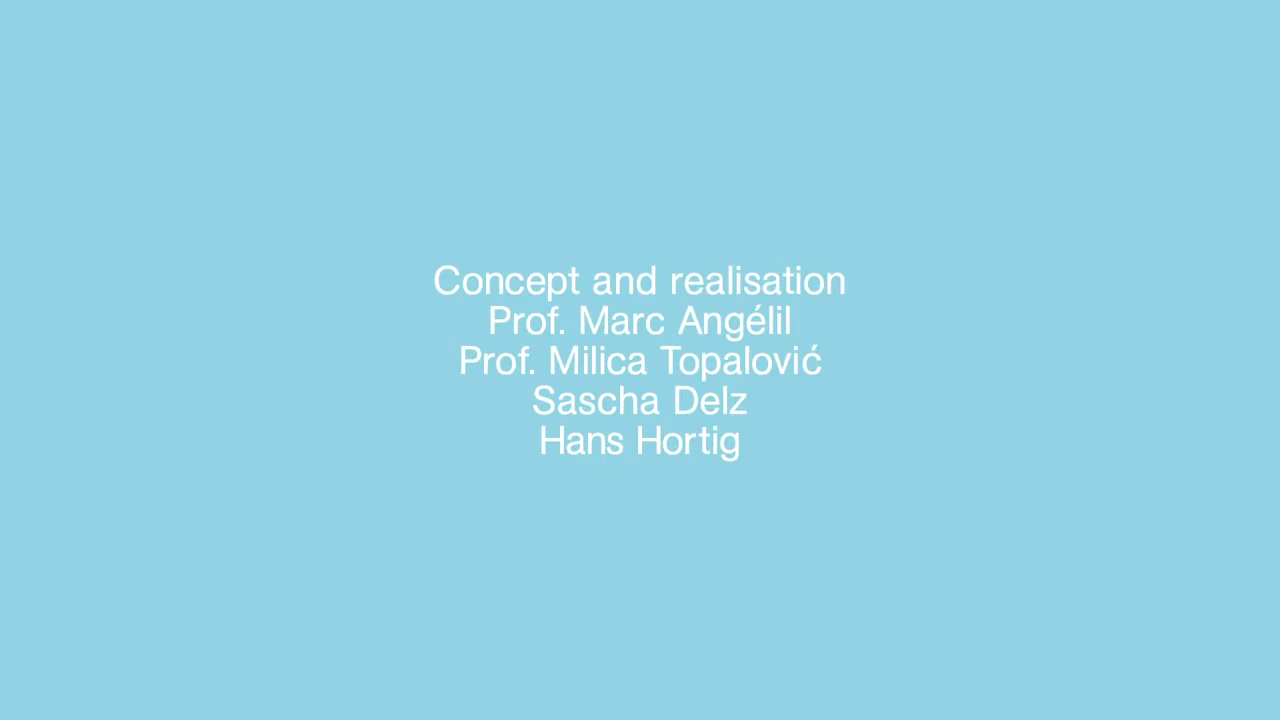 Concept and realisation
Prof. Marc Angélil
Prof. Milica Topalović
Sascha Delz
Hans Hortig